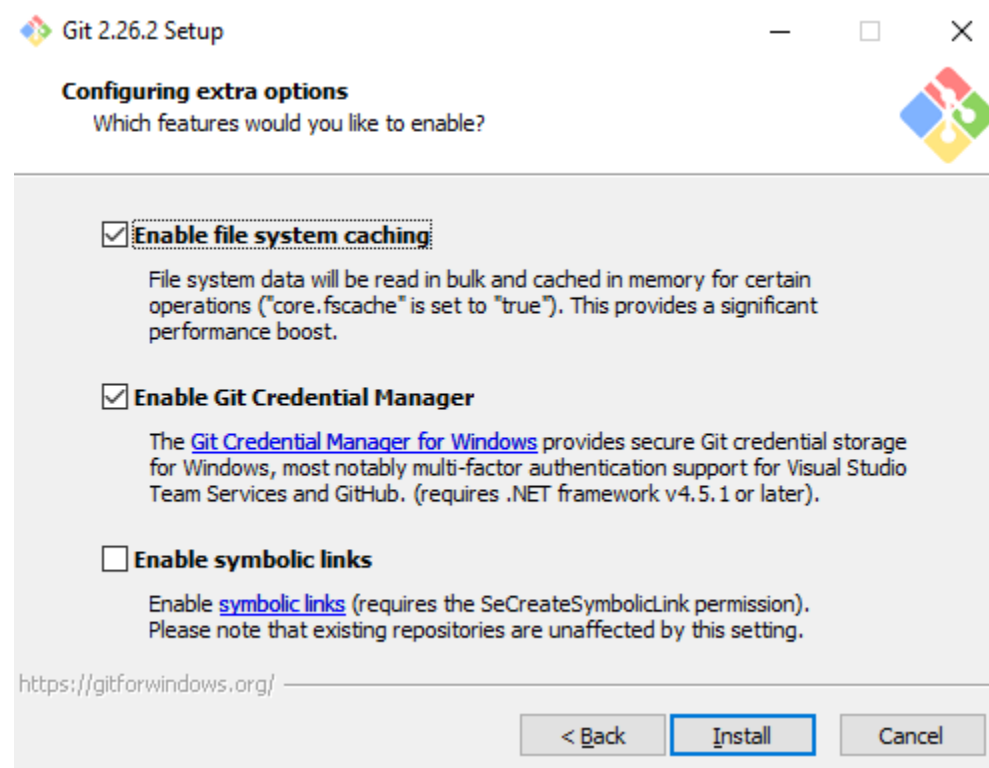 Git 2.26.2 Setup
Configuring extra options
Which features would you like to enable?
Enable file system caching
File system data will be read in bulk and cached in memory for certain
operations ("core.fscache" is set to "true"). This provides a significant
performance boost.
Enable Git Credential Manager
The Git Credential Manager for Windows provides secure Git credential storage
for Windows, most notably multi-factor authentication support for Visual Studio
Team Services and GitHub. (requires .NET framework v4.5.1 or later).
Enable symbolic links
Enable symbolic links (requires the SeCreateSymbolicLink permission).
Please note that existing repositories are unaffected by this setting.
https://gitforwindows.org/
< Back Install Cancel